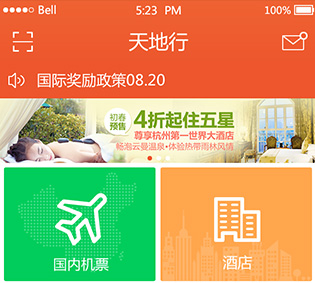 Bell 5:23 PM 100%
天地行
国际奖励政策08.20
初春
预售
4折起住五星
尊享杭州第一世界大酒店
畅泡云曼温泉·体验热带雨林风情
国内机票
酒店